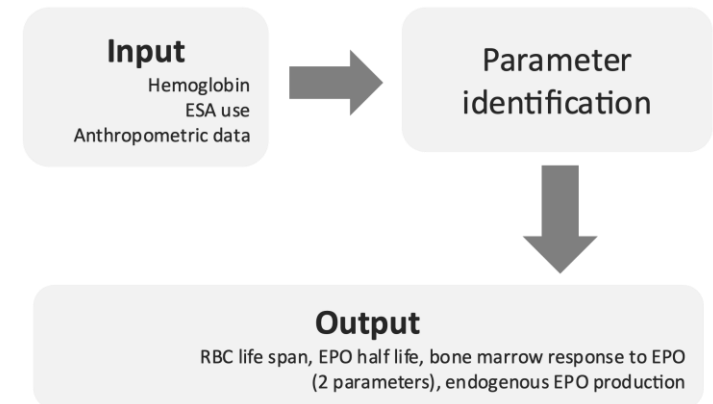 Input
Hemoglobin
ESA use
Anthropometric data
Parameter
identification
Output
RBC life span, EPO half life, bone marrow response to EPO
(2 parameters), endogenous EPO production